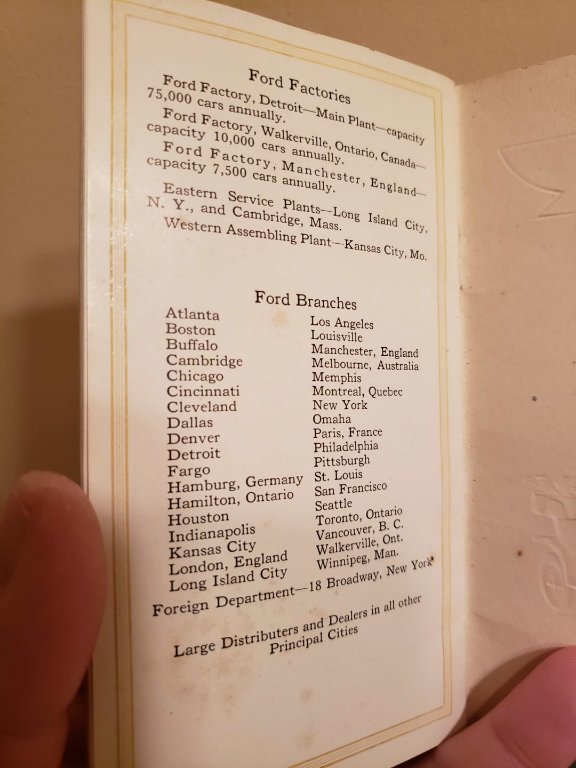 Ford Factories
Ford Factory, Detroit—Main Plant—capacity
75,000 cars annually.
Ford Factory, Walkerville, Ontario, Canada—
capacity 10,000 cars annually.
Ford Factory, Manchester, England—
capacity 7,500 cars annually.
Eastern Service Plants—Long Island City,
N. Y., and Cambridge, Mass.
Western Assembling Plant—Kansas City, Mo.
Ford Branches
Atlanta
Boston
Buffalo
Cambridge
Chicago
Cincinnati
Cleveland
Dallas
Denver
Detroit
Fargo
Hamburg, Germany
Hamilton, Ontario
Houston
Indianapolis
Kansas City
London, England
Long Island City
Los Angeles
Louisville
Manchester, England
Melbourne, Australia
Memphis
Montreal, Quebec
New York
Omaha
Paris, France
Philadelphia
Pittsburgh
St. Louis
San Francisco
Seattle
Toronto, Ontario
Vancouver, B. C.
Walkerville, Ont.
Winnipeg, Man.
Foreign Department—18 Broadway, New York
Large Distributers and Dealers in all other
Principal Cities